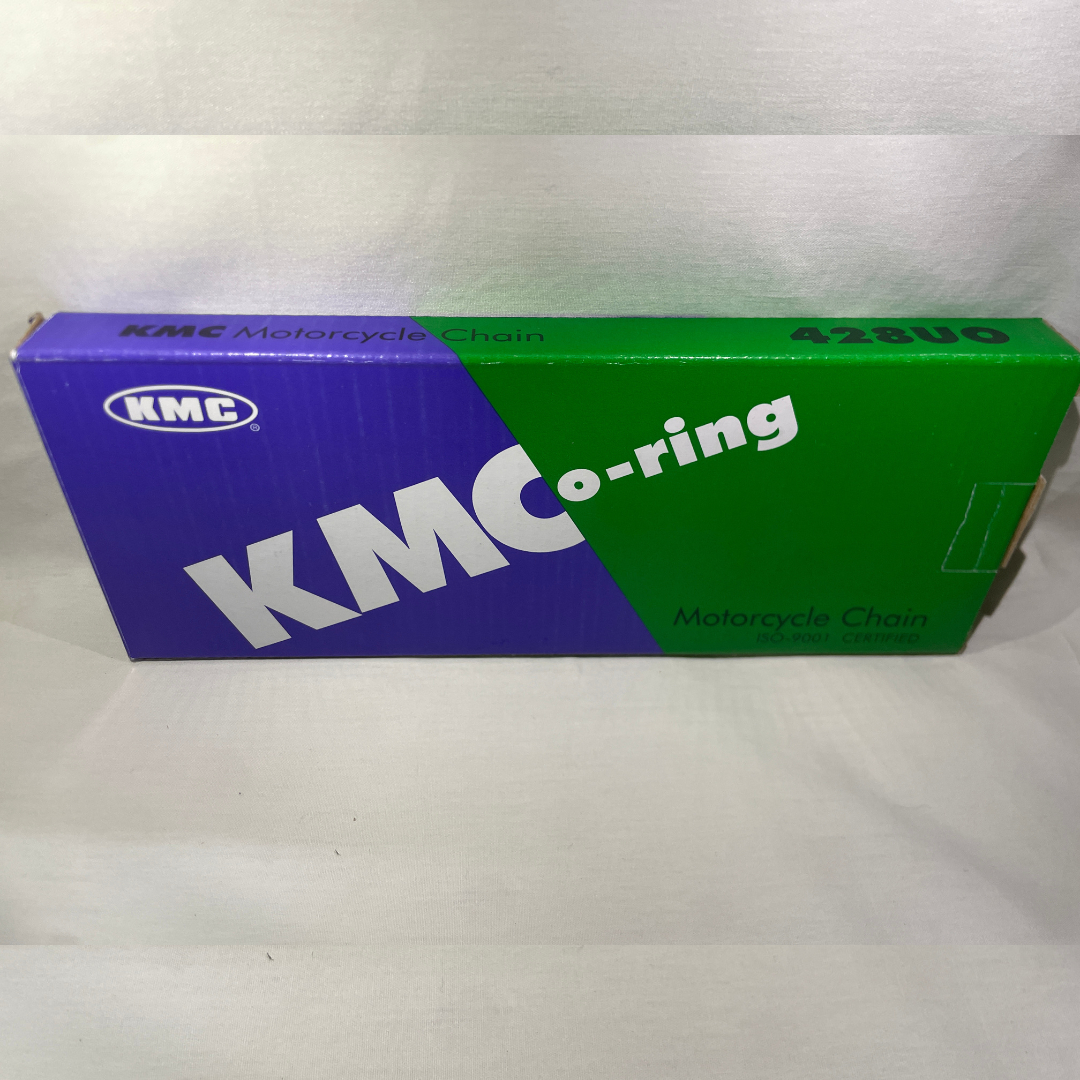 KMC Motorcycle Chain 428UO
KMC ®
KMC o-ring
Motorcycle Chain
ISO-9001 CERTIFIED